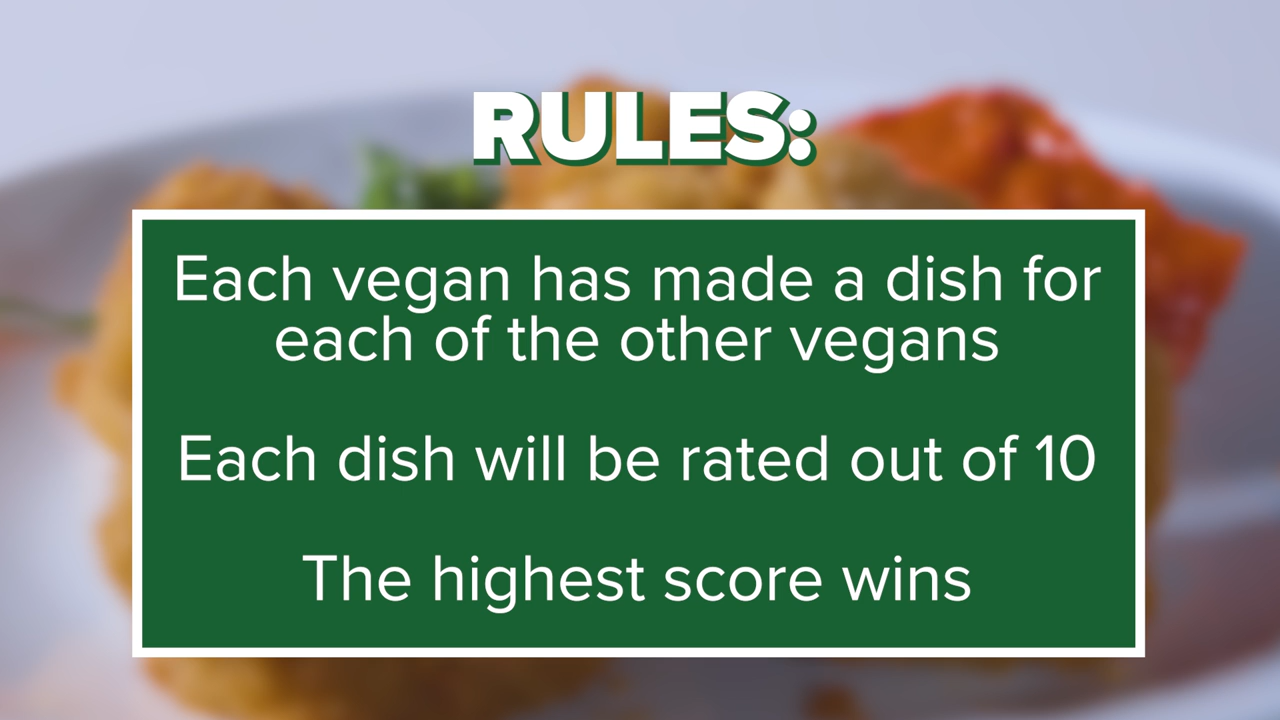 RULES:
Each vegan has made a dish for
each of the other vegans
Each dish will be rated out of 10
The highest score wins